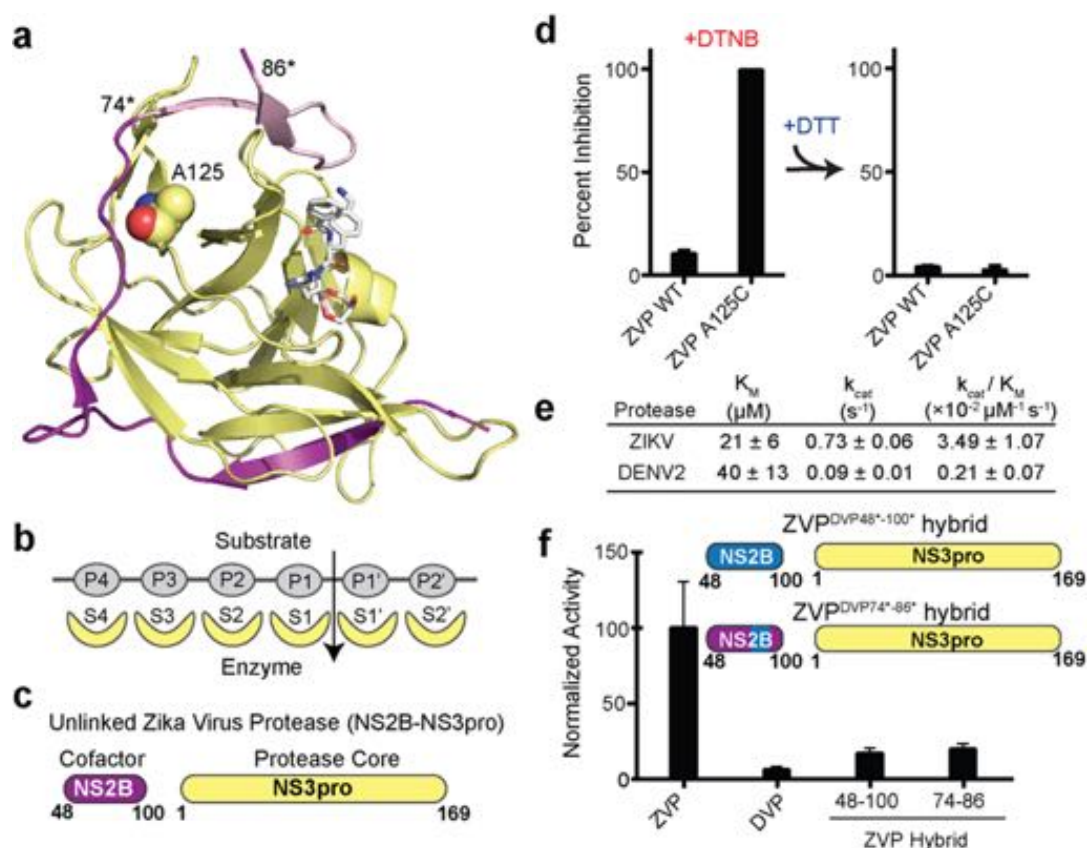 a
86*
74*
A125
b
Substrate
P4 P3 P2 P1 P1' P2'
S4 S3 S2 S1 S1' S2'
Enzyme
c
Unlinked Zika Virus Protease (NS2B-NS3pro)
Cofactor Protease Core
NS2B NS3pro
48 100 1 169
d
+DTNB
+DTT
Percent Inhibition
100
50
0
ZVP WT
ZVP A125C
100
50
0
ZVP WT
ZVP A125C
e
Protease K_M (µM) k_cat (s⁻¹) k_cat / K_M (×10⁻² µM⁻¹ s⁻¹)
ZIKV 21 ± 6 0.73 ± 0.06 3.49 ± 1.07
DENV2 40 ± 13 0.09 ± 0.01 0.21 ± 0.07
f
ZVP^DVP48*-100* hybrid
NS2B NS3pro
48 100 1 169
ZVP^DVP74*-86* hybrid
NS2B NS3pro
48 100 1 169
Normalized Activity
150
100
50
0
ZVP
DVP
48-100
74-86
ZVP Hybrid